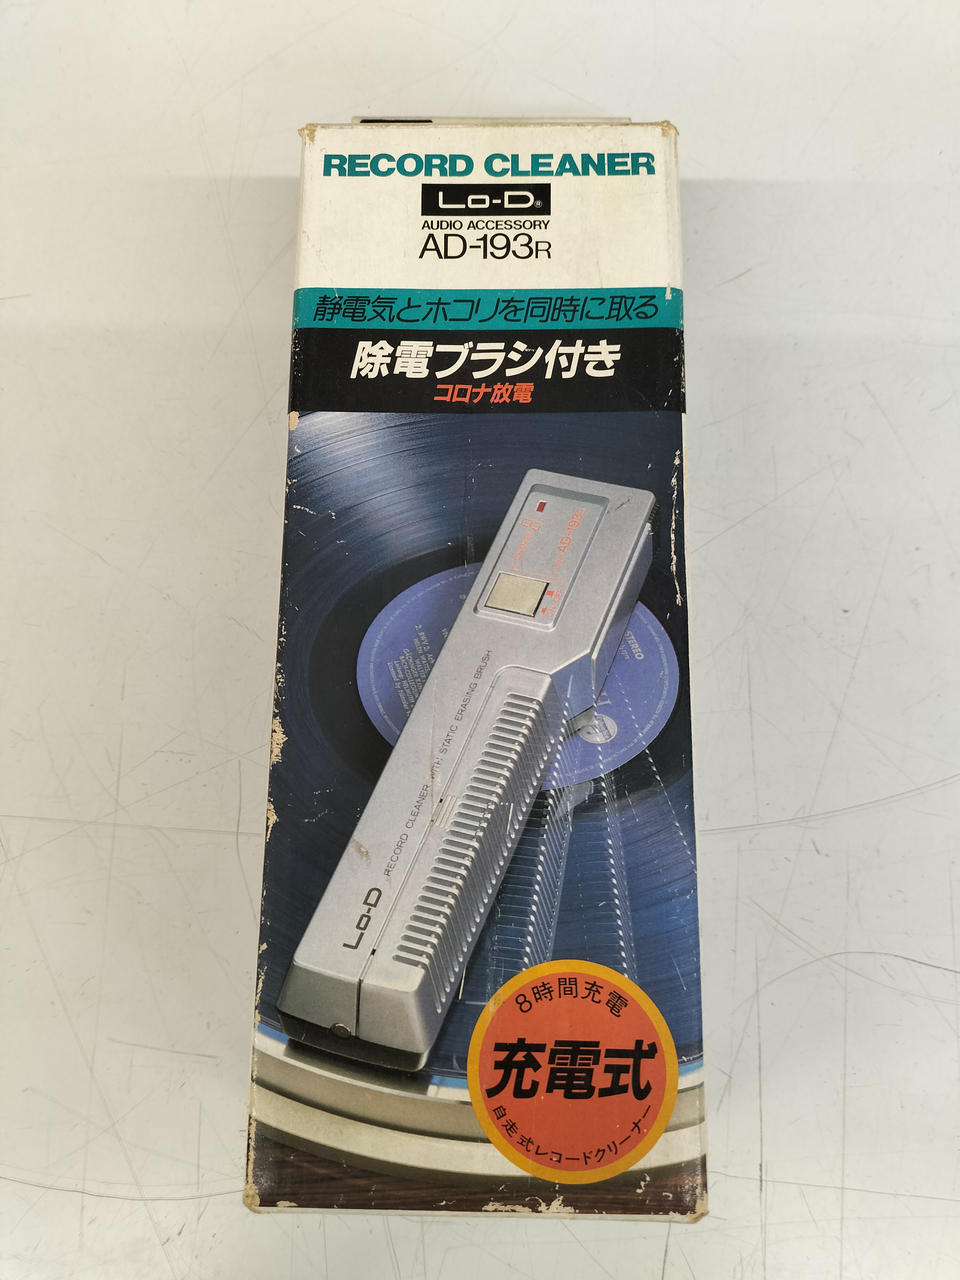 RECORD CLEANER
Lo-D®
AUDIO ACCESSORY
AD-193R
静電気とホコリを同時に取る
除電ブラシ付き
コロナ放電
AD-193
STEREO
Lo-D RECORD CLEANER WITH STATIC ERASING BRUSH
8時間充電
充電式
自走式レコードクリーナー